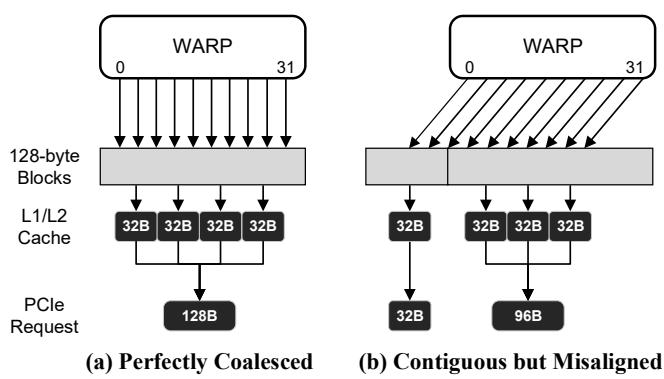 WARP
0 31
WARP
0 31
128-byte
Blocks
L1/L2
Cache
32B 32B 32B 32B
32B
32B 32B 32B
PCIe
Request
128B
32B
96B
(a) Perfectly Coalesced
(b) Contiguous but Misaligned